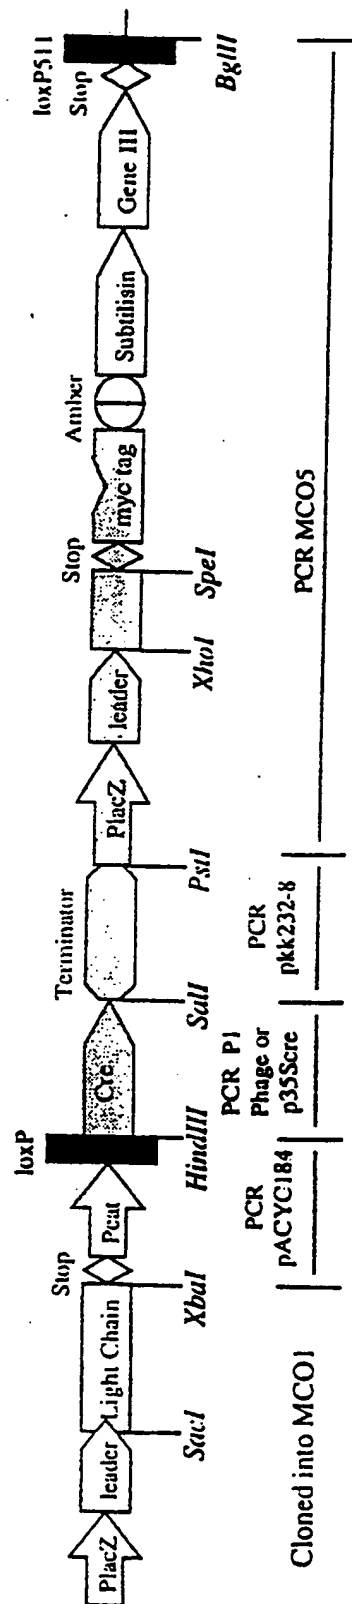 PlacZ
leader
Light Chain
Stop
Pcat
loxP
Cre
Terminator
PlacZ
leader
Stop
myc tag
Amber
Subtilisin
Gene III
Stop
loxP511
SacI
XbaI
HindIII
SalI
PstI
XhoI
SpeI
BglII
Cloned into MCO1
PCR
pACYC184
PCR P1
Phage or
p35Scre
PCR
pkk232-8
PCR MCO5